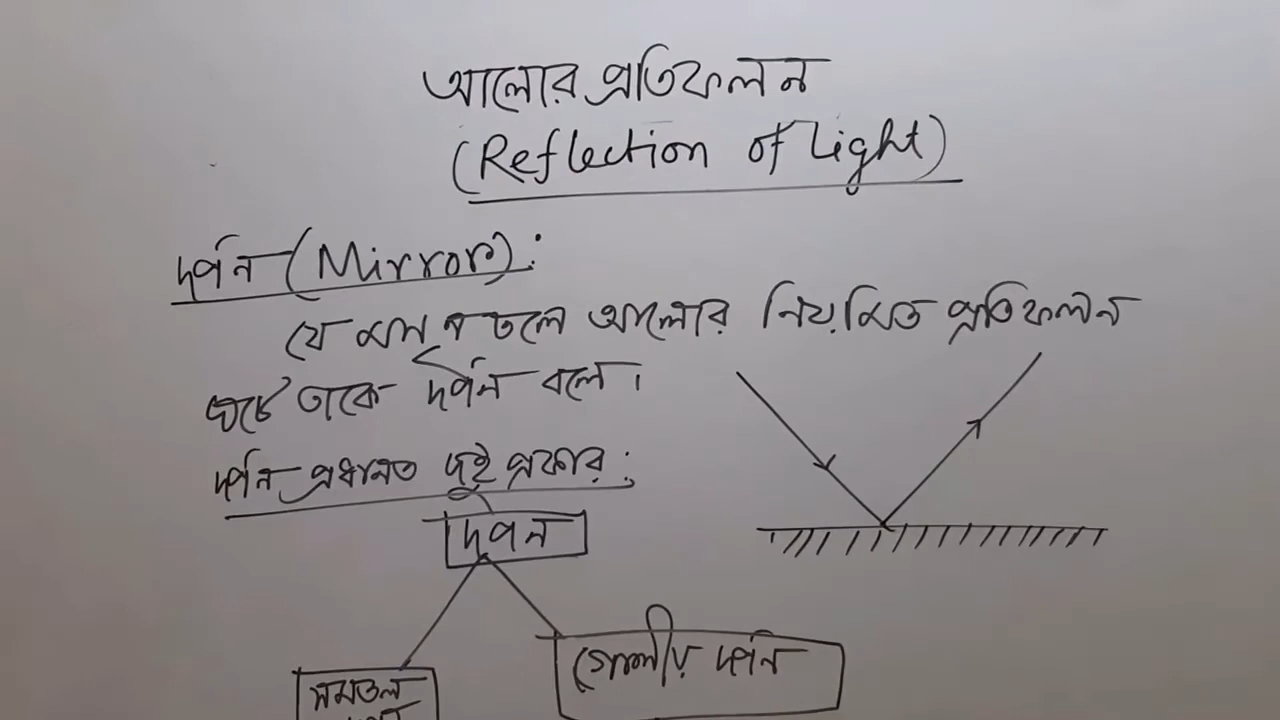 আলোর প্রতিফলন
(Reflection of Light)
দর্পন (Mirror) :
যে মসৃন তলে আলোর নিয়মিত প্রতিফলন
ঘটে তাকে দর্পন বলে।
দর্পন প্রধানত দুই প্রকার :
দর্পন
গোলীয় দর্পন
সমতল